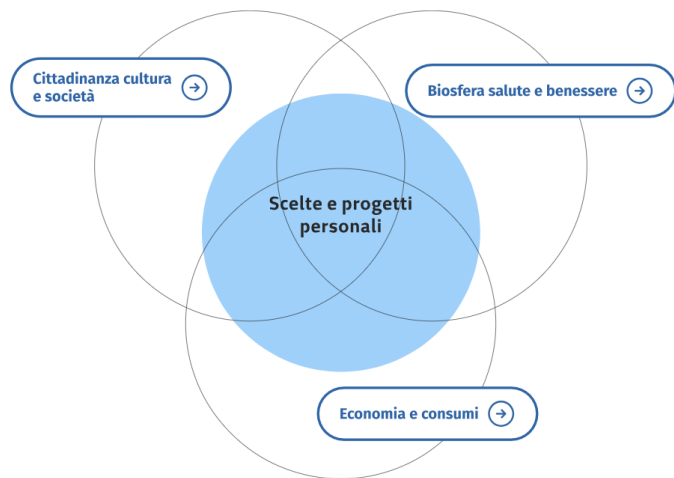 Cittadinanza cultura
e società
Biosfera salute e benessere
Scelte e progetti
personali
Economia e consumi